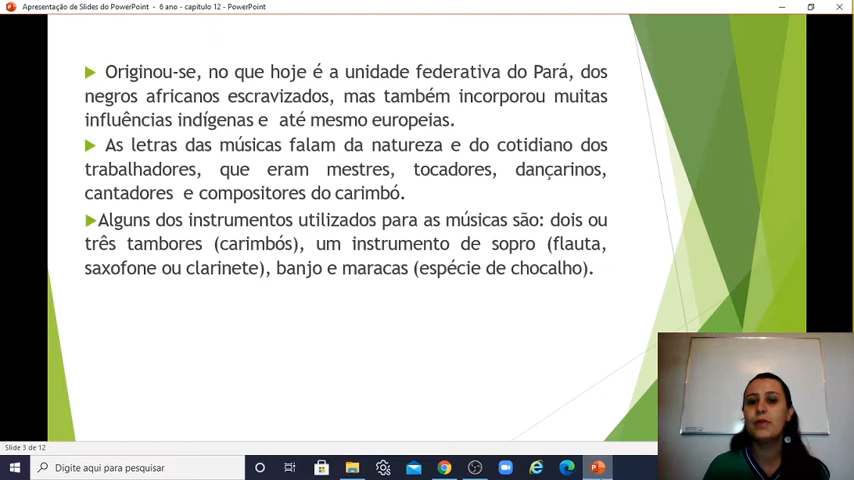 Apresentação de Slides do PowerPoint - 6 ano - capitulo 12 - PowerPoint
Originou-se, no que hoje é a unidade federativa do Pará, dos
negros africanos escravizados, mas também incorporou muitas
influências indígenas e até mesmo europeias.
As letras das músicas falam da natureza e do cotidiano dos
trabalhadores, que eram mestres, tocadores, dançarinos,
cantadores e compositores do carimbó.
Alguns dos instrumentos utilizados para as músicas são: dois ou
três tambores (carimbós), um instrumento de sopro (flauta,
saxofone ou clarinete), banjo e maracas (espécie de chocalho).
Slide 3 de 12
Digite aqui para pesquisar